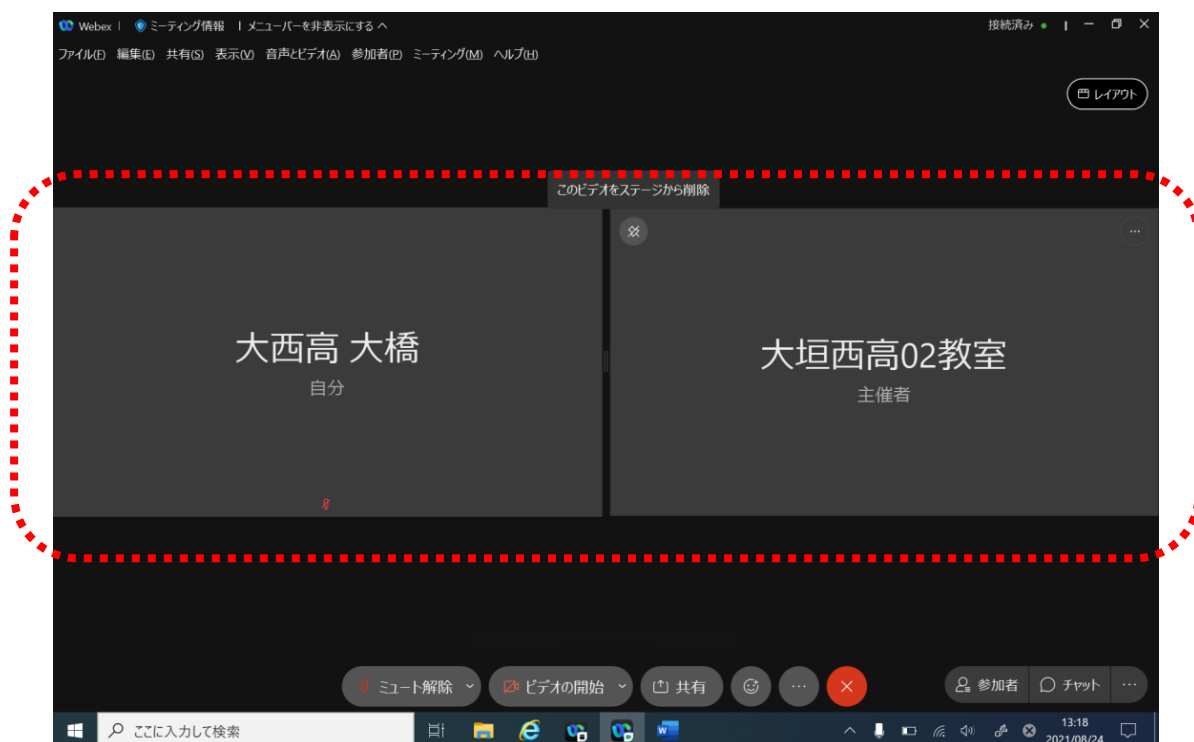 Webex | ミーティング情報 | メニューバーを非表示にする ヘ 接続済み
ファイル(F) 編集(E) 共有(S) 表示(V) 音声とビデオ(A) 参加者(P) ミーティング(M) ヘルプ(H)
レイアウト
このビデオをステージから削除
大西高 大橋
自分
大垣西高02教室
主催者
ミュート解除 ビデオの開始 共有 参加者 チャット
ここに入力して検索
13:18
2021/08/24